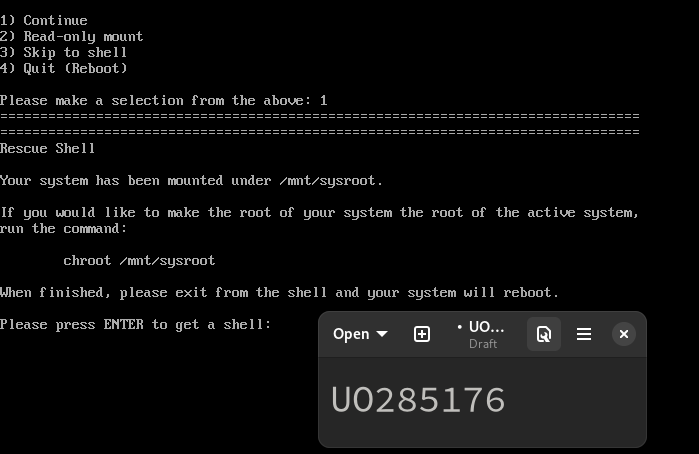 1) Continue
2) Read-only mount
3) Skip to shell
4) Quit (Reboot)
Please make a selection from the above: 1
================================================================================
================================================================================
Rescue Shell
Your system has been mounted under /mnt/sysroot.
If you would like to make the root of your system the root of the active system,
run the command:
chroot /mnt/sysroot
When finished, please exit from the shell and your system will reboot.
Please press ENTER to get a shell:
Open
• UO...
Draft
UO285176